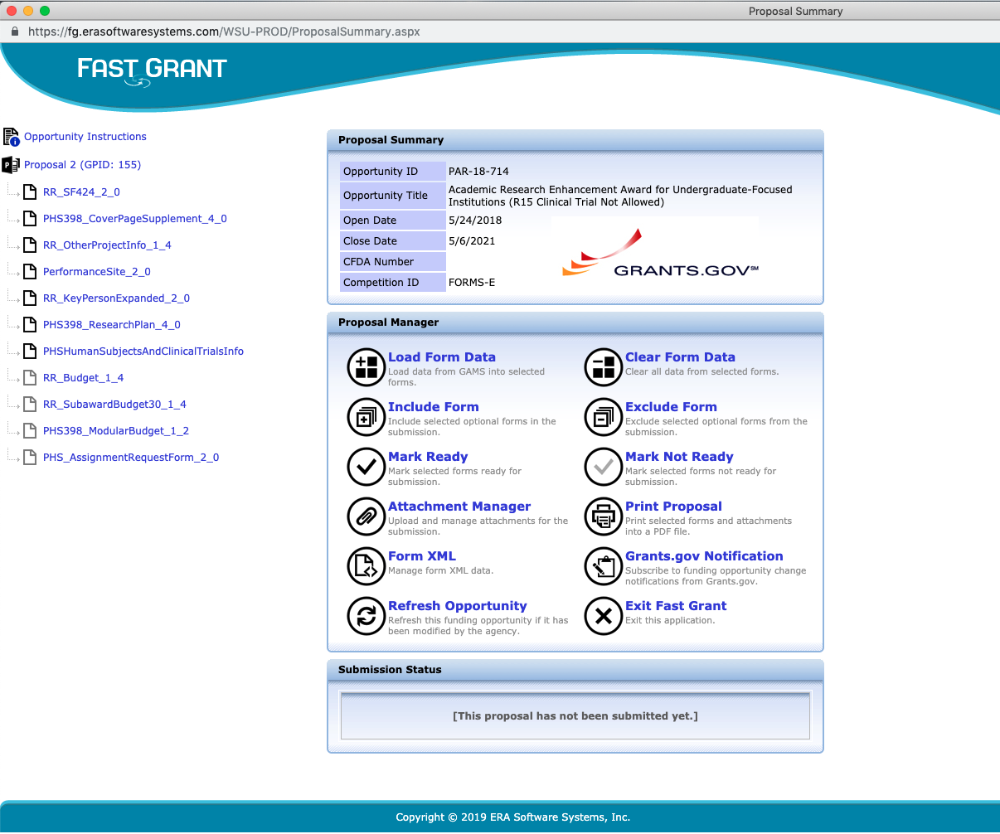 Proposal Summary
https://fg.erasoftwaresystems.com/WSU-PROD/ProposalSummary.aspx
FAST GRANT
Opportunity Instructions
Proposal 2 (GPID: 155)
RR_SF424_2_0
PHS398_CoverPageSupplement_4_0
RR_OtherProjectInfo_1_4
PerformanceSite_2_0
RR_KeyPersonExpanded_2_0
PHS398_ResearchPlan_4_0
PHSHumanSubjectsAndClinicalTrialsInfo
RR_Budget_1_4
RR_SubawardBudget30_1_4
PHS398_ModularBudget_1_2
PHS_AssignmentRequestForm_2_0
Proposal Summary
Opportunity ID PAR-18-714
Opportunity Title Academic Research Enhancement Award for Undergraduate-Focused
Institutions (R15 Clinical Trial Not Allowed)
Open Date 5/24/2018
Close Date 5/6/2021
CFDA Number
Competition ID FORMS-E
GRANTS.GOV℠
Proposal Manager
Load Form Data
Load data from GAMS into selected
forms.
Clear Form Data
Clear all data from selected forms.
Include Form
Include selected optional forms in the
submission.
Exclude Form
Exclude selected optional forms from the
submission.
Mark Ready
Mark selected forms ready for
submission.
Mark Not Ready
Mark selected forms not ready for
submission.
Attachment Manager
Upload and manage attachments for the
submission.
Print Proposal
Print selected forms and attachments
into a PDF file.
Form XML
Manage form XML data.
Grants.gov Notification
Subscribe to funding opportunity change
notifications from Grants.gov.
Refresh Opportunity
Refresh this funding opportunity if it has
been modified by the agency.
Exit Fast Grant
Exit this application.
Submission Status
[This proposal has not been submitted yet.]
Copyright © 2019 ERA Software Systems, Inc.